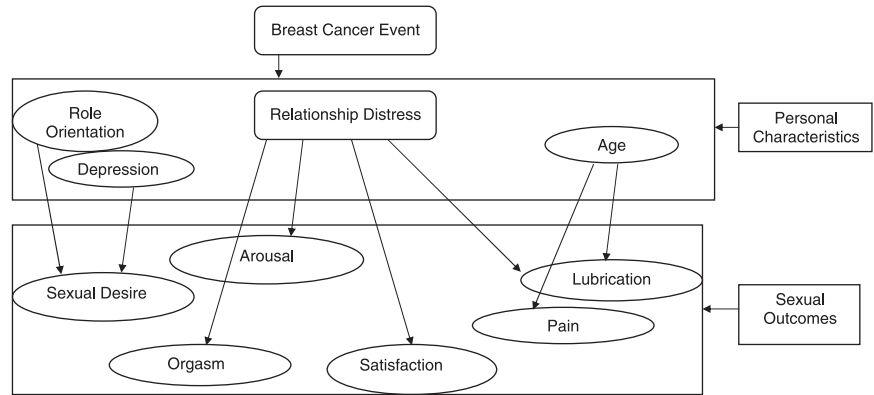 Breast Cancer Event
Role
Orientation
Relationship Distress
Personal
Characteristics
Age
Depression
Arousal
Lubrication
Sexual Desire
Sexual
Outcomes
Pain
Orgasm
Satisfaction